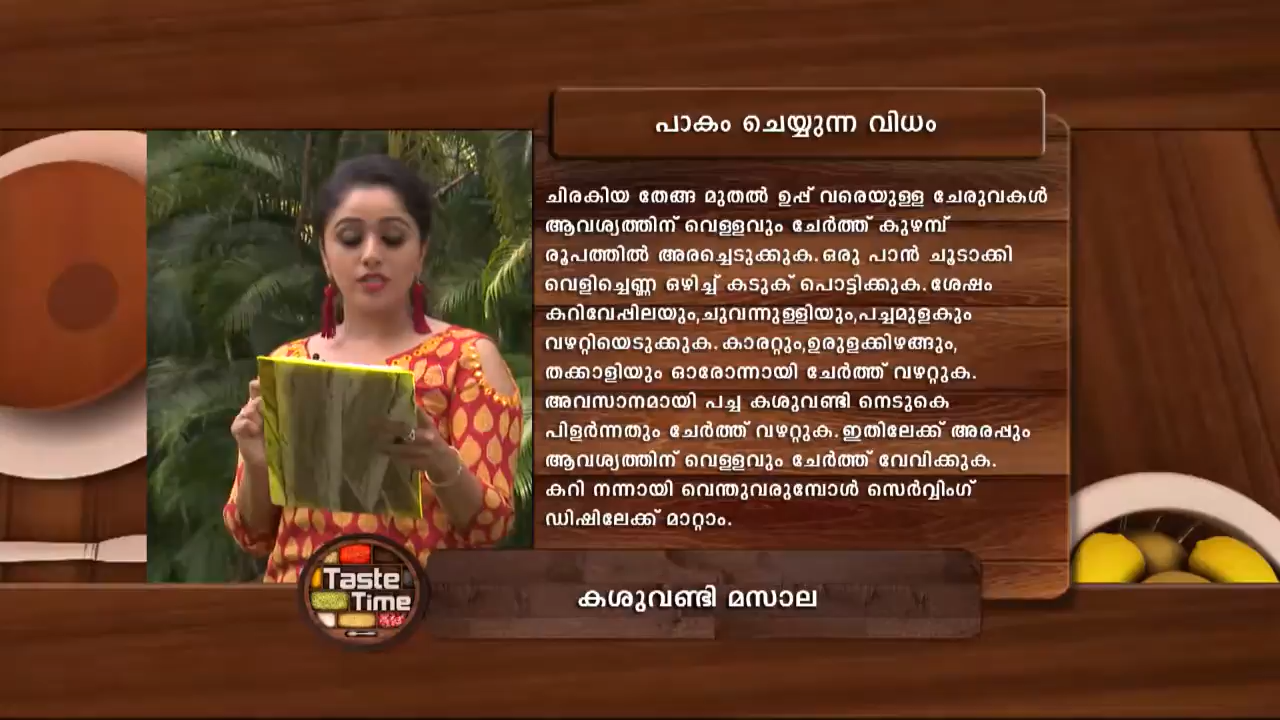 പാകം ചെയ്യുന്ന വിധം
ചിരകിയ തേങ്ങ മുതൽ ഉപ്പ് വരെയുള്ള ചേരുവകൾ
ആവശ്യത്തിന് വെള്ളവും ചേർത്ത് കുഴമ്പ്
രൂപത്തിൽ അരച്ചെടുക്കുക.ഒരു പാൻ ചൂടാക്കി
വെളിച്ചെണ്ണ ഒഴിച്ച് കടുക് പൊട്ടിക്കുക.ശേഷം
കറിവേപ്പിലയും,ചുവന്നുള്ളിയും,പച്ചമുളകും
വഴറ്റിയെടുക്കുക. കാരറ്റും,ഉരുളക്കിഴങ്ങും,
തക്കാളിയും ഓരോന്നായി ചേർത്ത് വഴറ്റുക.
അവസാനമായി പച്ച കശുവണ്ടി നെടുകെ
പിളർന്നതും ചേർത്ത് വഴറ്റുക.ഇതിലേക്ക് അരപ്പും
ആവശ്യത്തിന് വെള്ളവും ചേർത്ത് വേവിക്കുക.
കറി നന്നായി വെന്തുവരുമ്പോൾ സെർവ്വിംഗ്
ഡിഷിലേക്ക് മാറ്റാം.
Taste
Time
കശുവണ്ടി മസാല